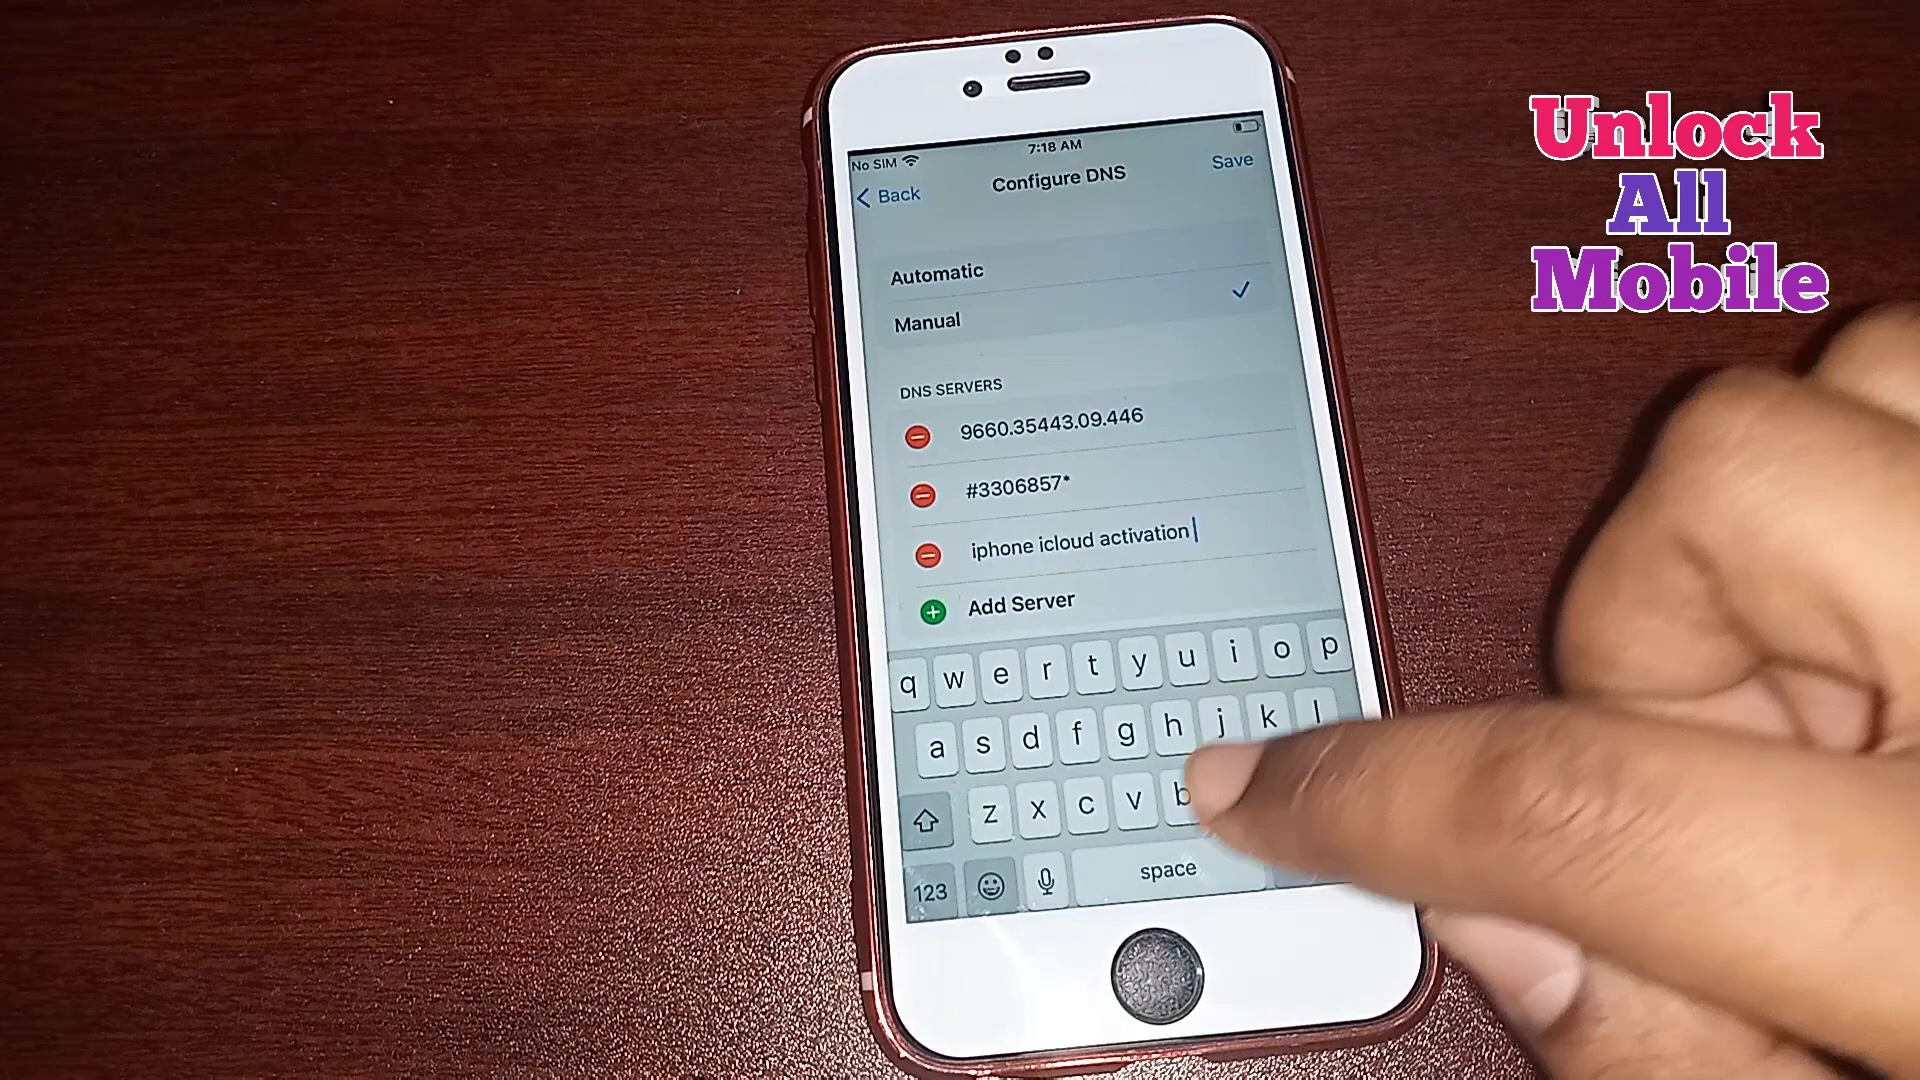 No SIM
7:18 AM
Back
Configure DNS
Save
Automatic
Manual
DNS SERVERS
9660.35443.09.446
#3306857*
iphone icloud activation
Add Server
q w e r t y u i o p
a s d f g h j k l
z x c v b
123
space
Unlock
All
Mobile